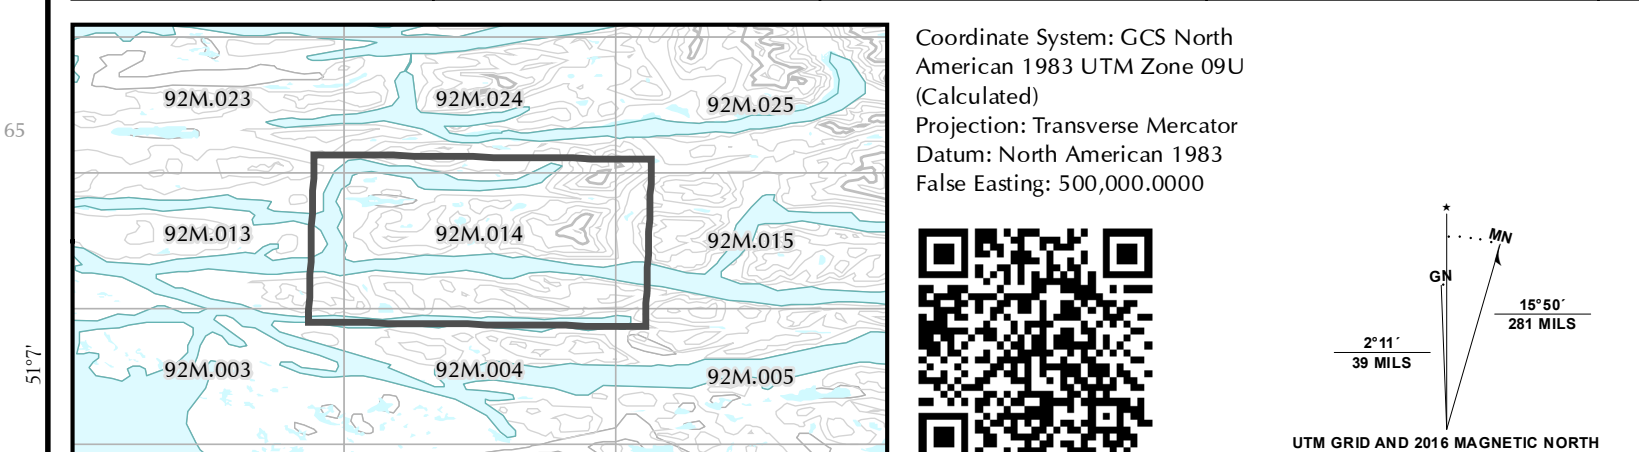 65
51°7'
92M.023
92M.024
92M.025
92M.013
92M.014
92M.015
92M.003
92M.004
92M.005
Coordinate System: GCS North
American 1983 UTM Zone 09U
(Calculated)
Projection: Transverse Mercator
Datum: North American 1983
False Easting: 500,000.0000
MN
GN
15°50´
281 MILS
2°11´
39 MILS
UTM GRID AND 2016 MAGNETIC NORTH